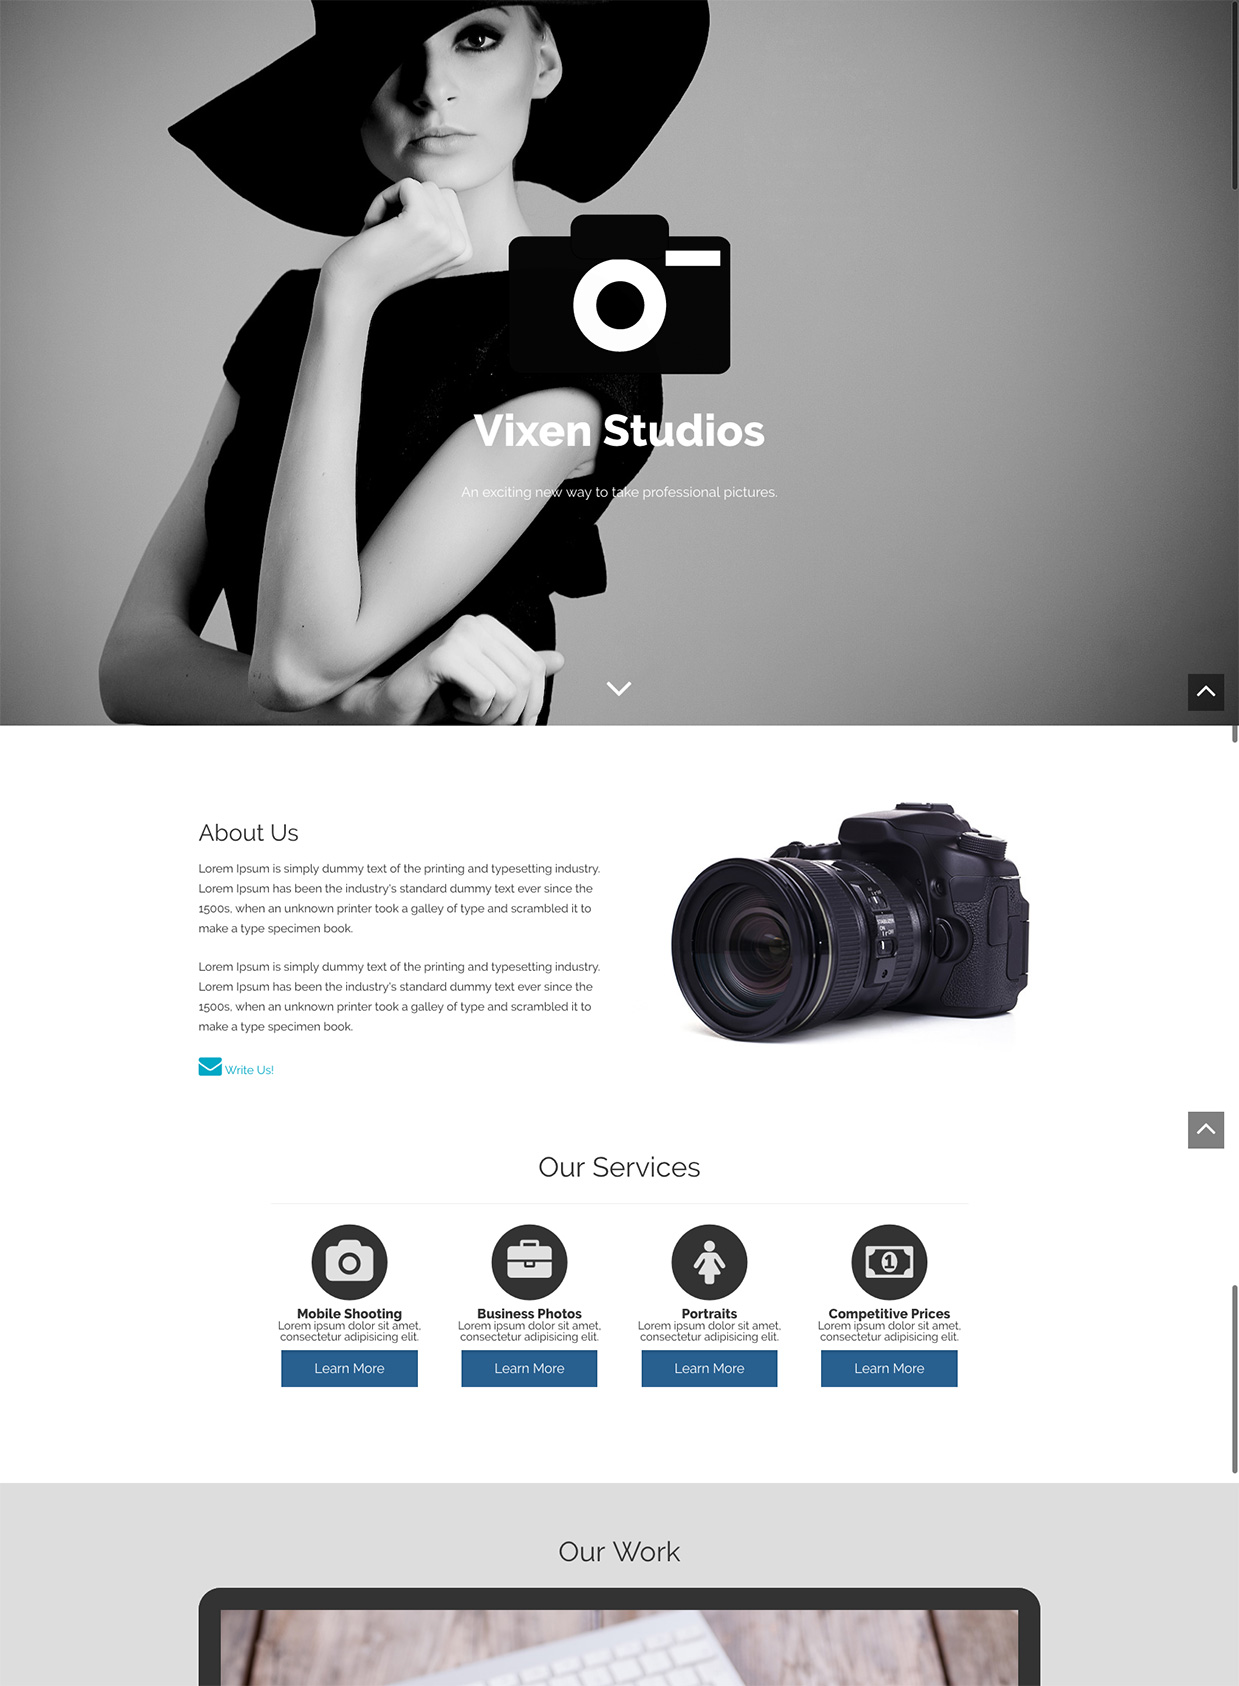 Vixen Studios
An exciting new way to take professional pictures.
About Us
Lorem Ipsum is simply dummy text of the printing and typesetting industry.
Lorem Ipsum has been the industry's standard dummy text ever since the
1500s, when an unknown printer took a galley of type and scrambled it to
make a type specimen book.
Lorem Ipsum is simply dummy text of the printing and typesetting industry.
Lorem Ipsum has been the industry's standard dummy text ever since the
1500s, when an unknown printer took a galley of type and scrambled it to
make a type specimen book.
Write Us!
STABILIZER
ON
OFF
Our Services
1
Mobile Shooting
Lorem ipsum dolor sit amet,
consectetur adipisicing elit.
Learn More
Business Photos
Lorem ipsum dolor sit amet,
consectetur adipisicing elit.
Learn More
Portraits
Lorem ipsum dolor sit amet,
consectetur adipisicing elit.
Learn More
Competitive Prices
Lorem ipsum dolor sit amet,
consectetur adipisicing elit.
Learn More
Our Work